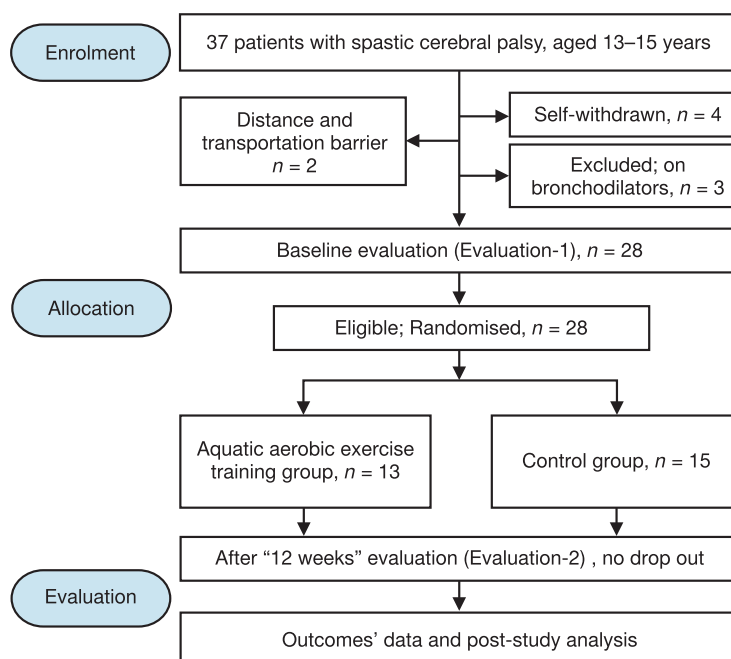 Enrolment
37 patients with spastic cerebral palsy, aged 13–15 years
Distance and
transportation barrier
n = 2
Self-withdrawn, n = 4
Excluded; on
bronchodilators, n = 3
Baseline evaluation (Evaluation-1), n = 28
Allocation
Eligible; Randomised, n = 28
Aquatic aerobic exercise
training group, n = 13
Control group, n = 15
After “12 weeks” evaluation (Evaluation-2) , no drop out
Evaluation
Outcomes’ data and post-study analysis